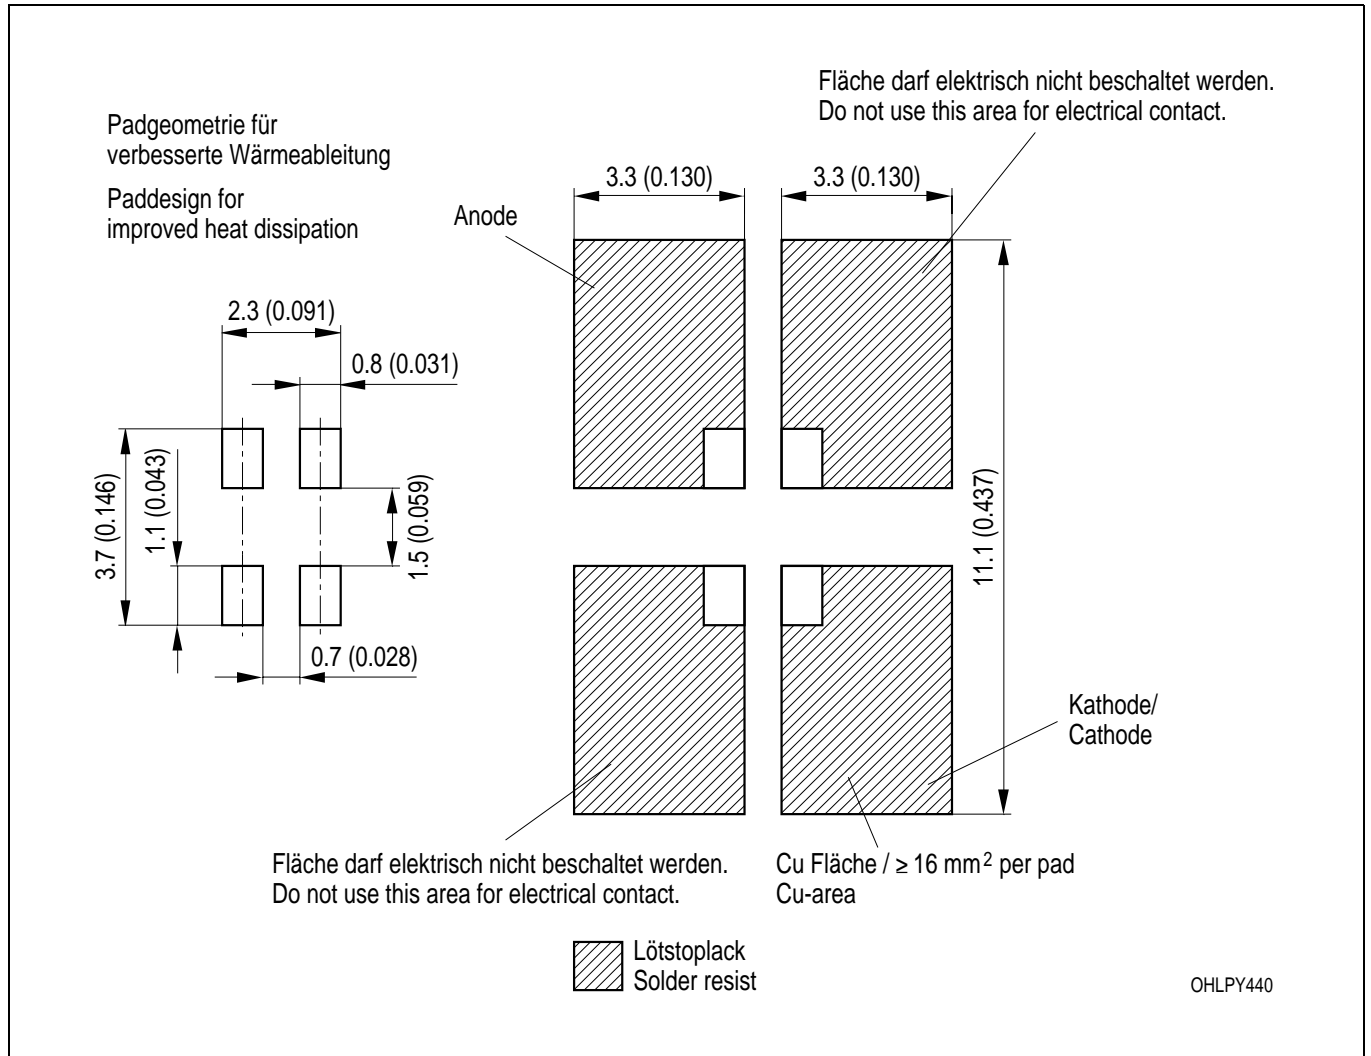 Fläche darf elektrisch nicht beschaltet werden.
Do not use this area for electrical contact.
Padgeometrie für
verbesserte Wärmeableitung
Paddesign for
improved heat dissipation
3.3 (0.130)
3.3 (0.130)
Anode
2.3 (0.091)
0.8 (0.031)
3.7 (0.146)
1.1 (0.043)
1.5 (0.059)
11.1 (0.437)
0.7 (0.028)
Kathode/
Cathode
Fläche darf elektrisch nicht beschaltet werden.
Do not use this area for electrical contact.
Cu Fläche / ≥ 16 mm² per pad
Cu-area
Lötstoplack
Solder resist
OHLPY440